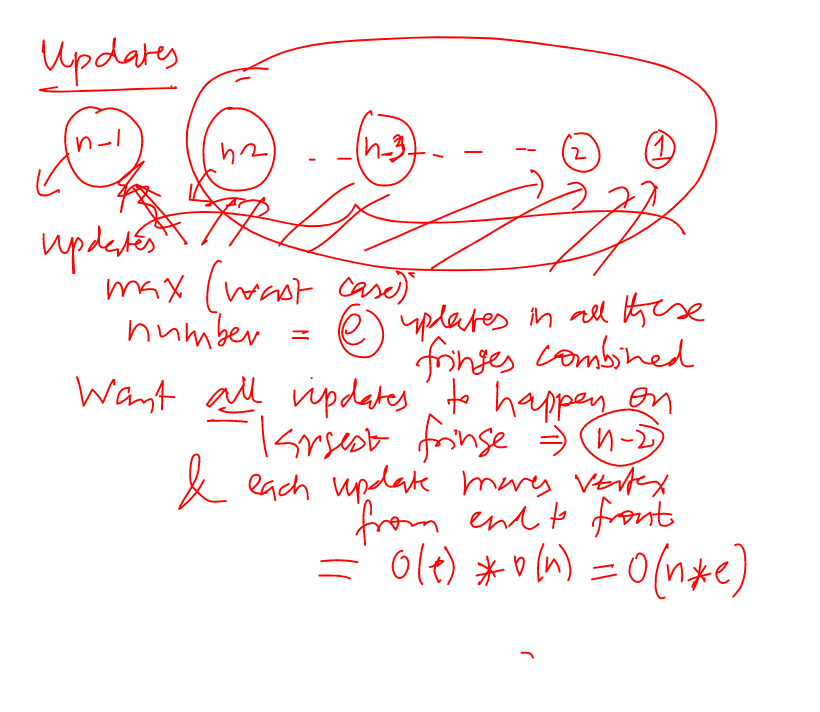 Updates
n-1 n-2 - - n-3 - - - - - 2 1
updates
max (worst case)
number = e updates in all these
fringes combined
Want all updates to happen on
largest fringe ⇒ n-2
& each update moves vertex
from end to front
= O(e) * O(n) = O(n*e)